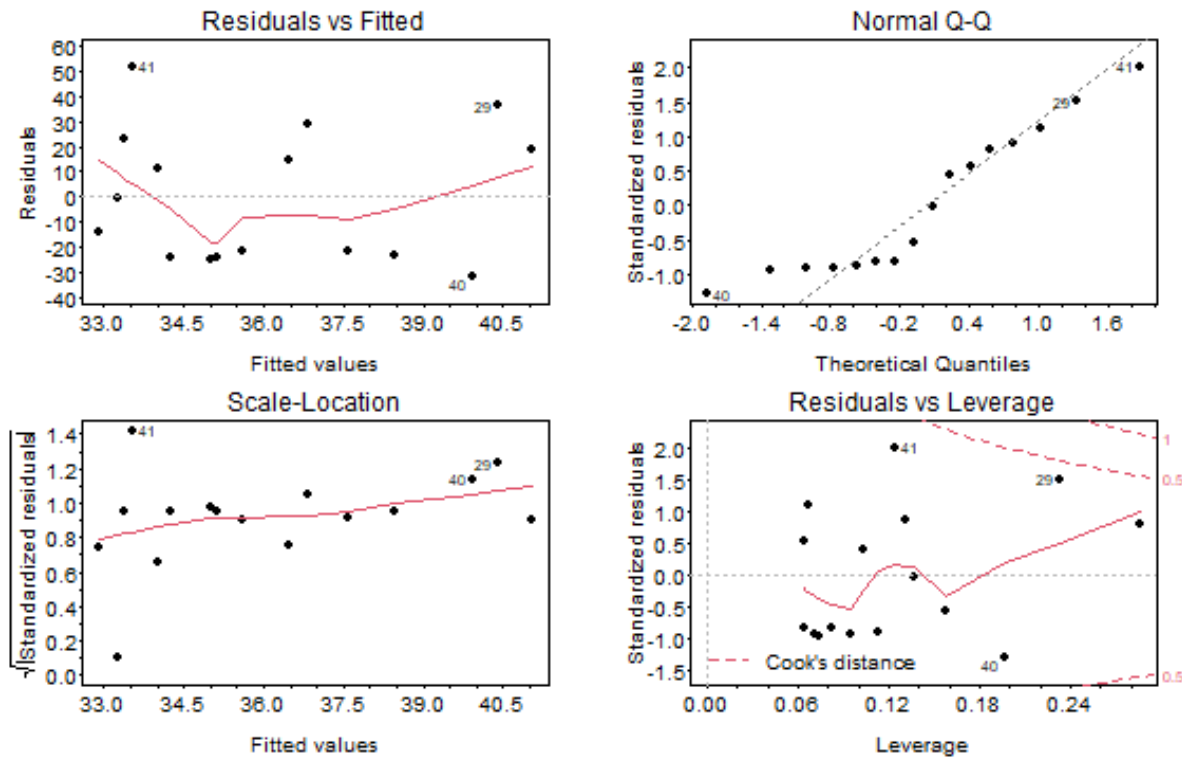 Residuals vs Fitted
Residuals
60
50
40
30
20
10
0
-10
-20
-30
-40
41
29
40
33.0 34.5 36.0 37.5 39.0 40.5
Fitted values
Normal Q-Q
Standardized residuals
2.0
1.5
1.0
0.5
0.0
-0.5
-1.0
41
29
40
-2.0 -1.4 -0.8 -0.2 0.4 1.0 1.6
Theoretical Quantiles
Scale-Location
√|Standardized residuals|
1.4
1.2
1.0
0.8
0.6
0.4
0.2
0.0
41
29
40
33.0 34.5 36.0 37.5 39.0 40.5
Fitted values
Residuals vs Leverage
Standardized residuals
2.0
1.5
1.0
0.5
0.0
-0.5
-1.0
-1.5
41
29
40
1
0.5
0.5
Cook's distance
0.00 0.06 0.12 0.18 0.24
Leverage